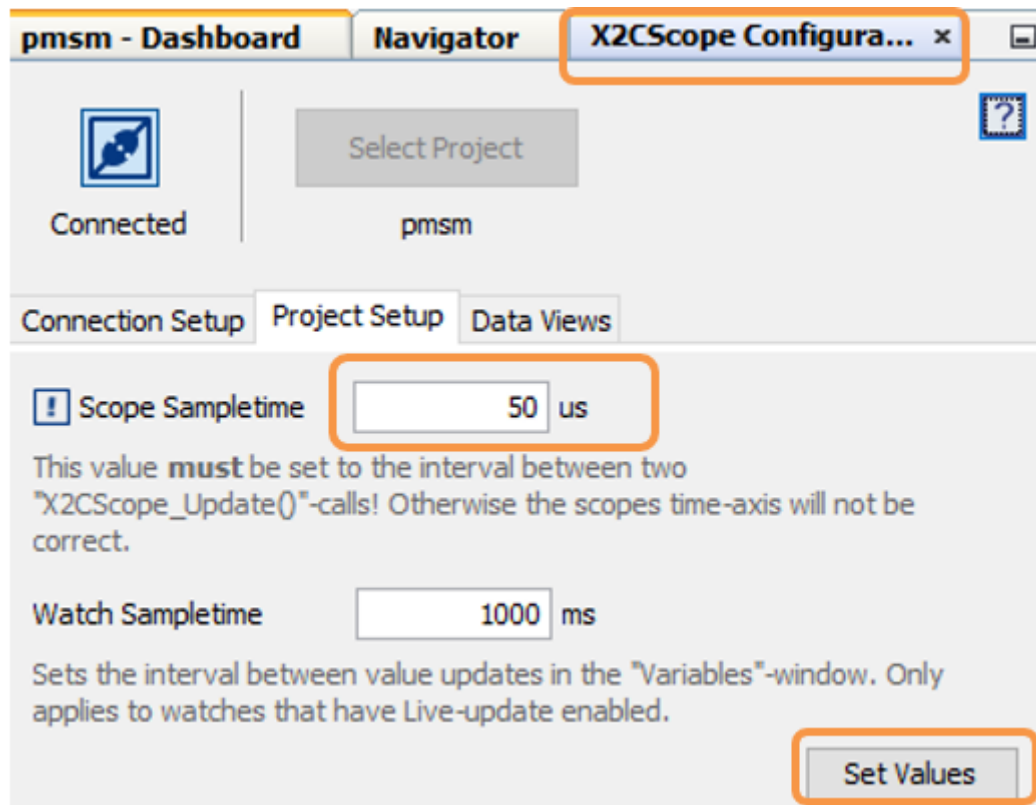 pmsm - Dashboard Navigator X2CScope Configura... ×
Select Project
?
Connected pmsm
Connection Setup Project Setup Data Views
! Scope Sampletime 50 us
This value must be set to the interval between two
"X2CScope_Update()"-calls! Otherwise the scopes time-axis will not be
correct.
Watch Sampletime 1000 ms
Sets the interval between value updates in the "Variables"-window. Only
applies to watches that have Live-update enabled.
Set Values